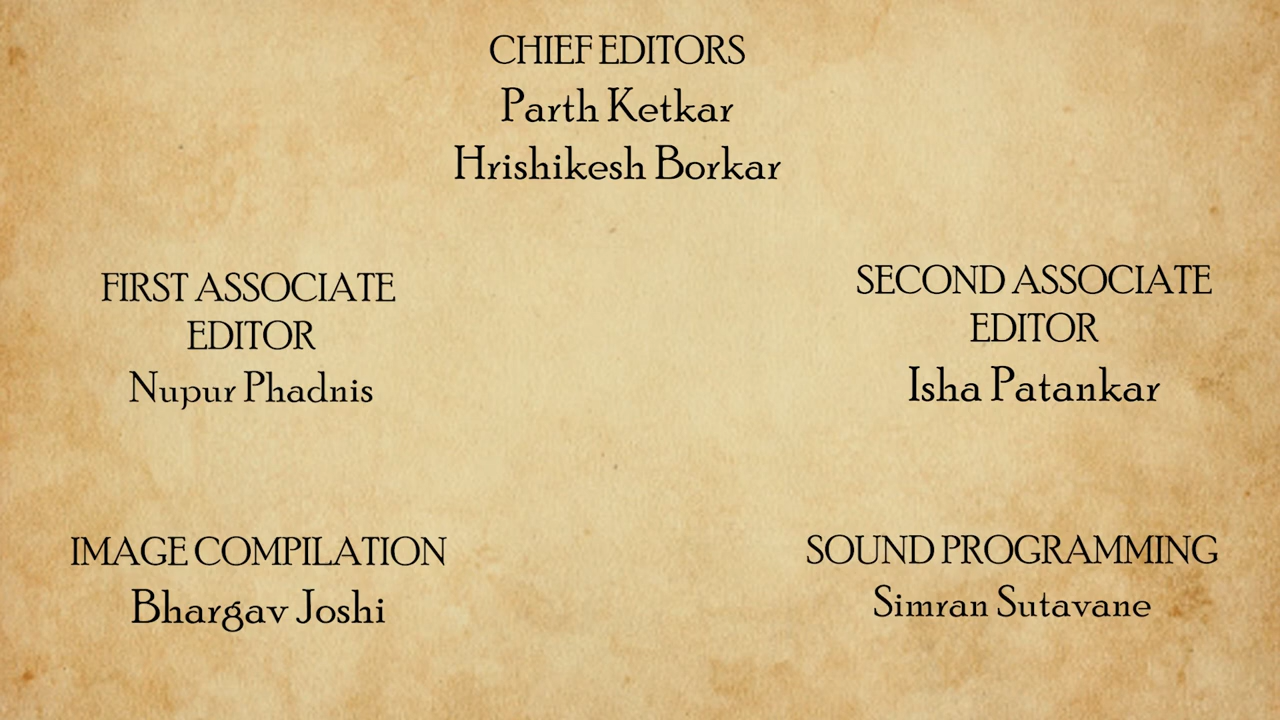 CHIEF EDITORS
Parth Ketkar
Hrishikesh Borkar
FIRST ASSOCIATE
EDITOR
Nupur Phadnis
SECOND ASSOCIATE
EDITOR
Isha Patankar
IMAGE COMPILATION
Bhargav Joshi
SOUND PROGRAMMING
Simran Sutavane